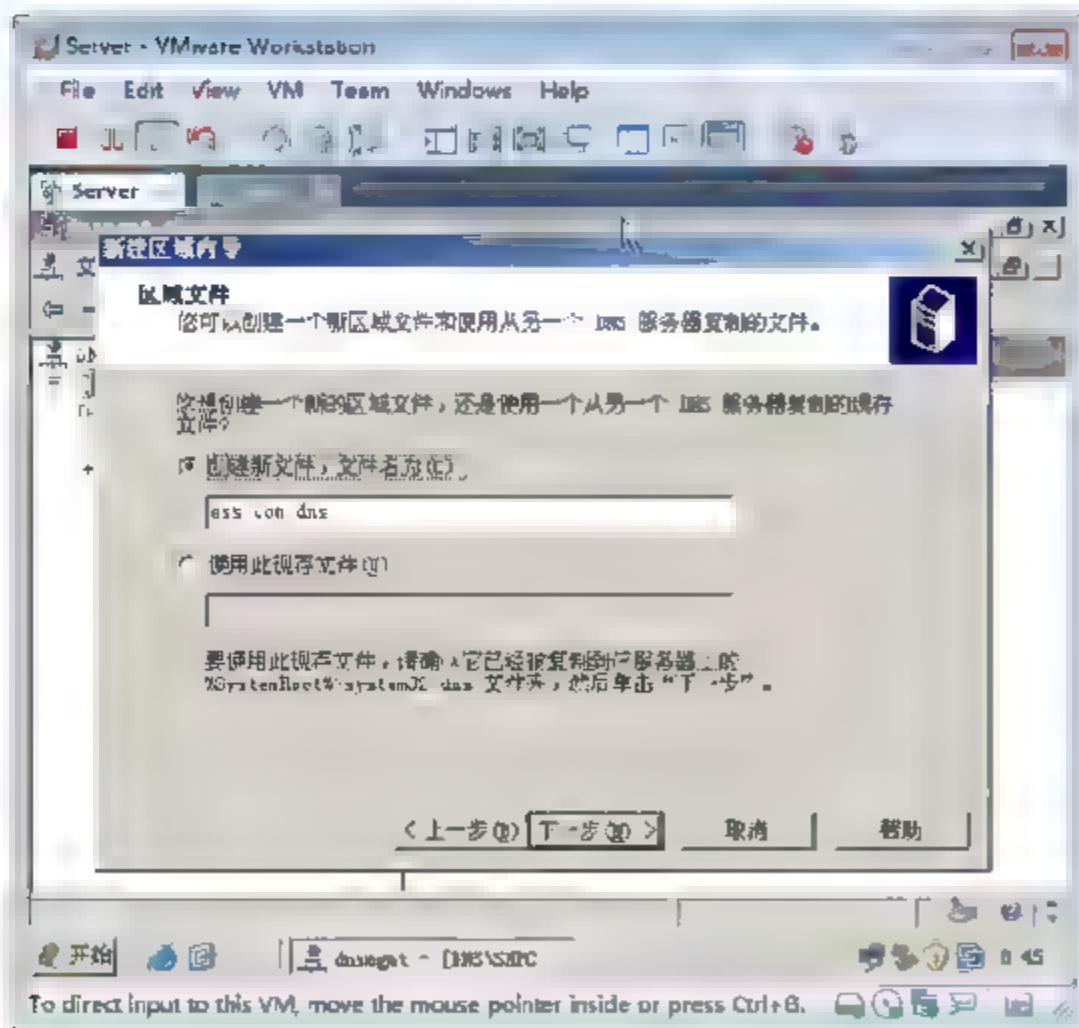 Server - VMware Workstation
File Edit View VM Team Windows Help
Server
新建区域向导
区域文件
您可以创建一个新区域文件和使用从另一个 DNS 服务器复制的文件。
您想创建一个新的区域文件，还是使用一个从另一个 DNS 服务器复制的现存
文件?
创建新文件，文件名为(C)
com dns
使用此现存文件(U)
要使用此现存文件，请确认它已经被复制到该服务器上的
%SystemRoot%\system32\dns 文件夹，然后单击“下一步”。
< 上一步(B) 下一步(N) > 取消 帮助
开始 dnsmgmt - [DNS\ 45
To direct input to this VM, move the mouse pointer inside or press Ctrl+G.